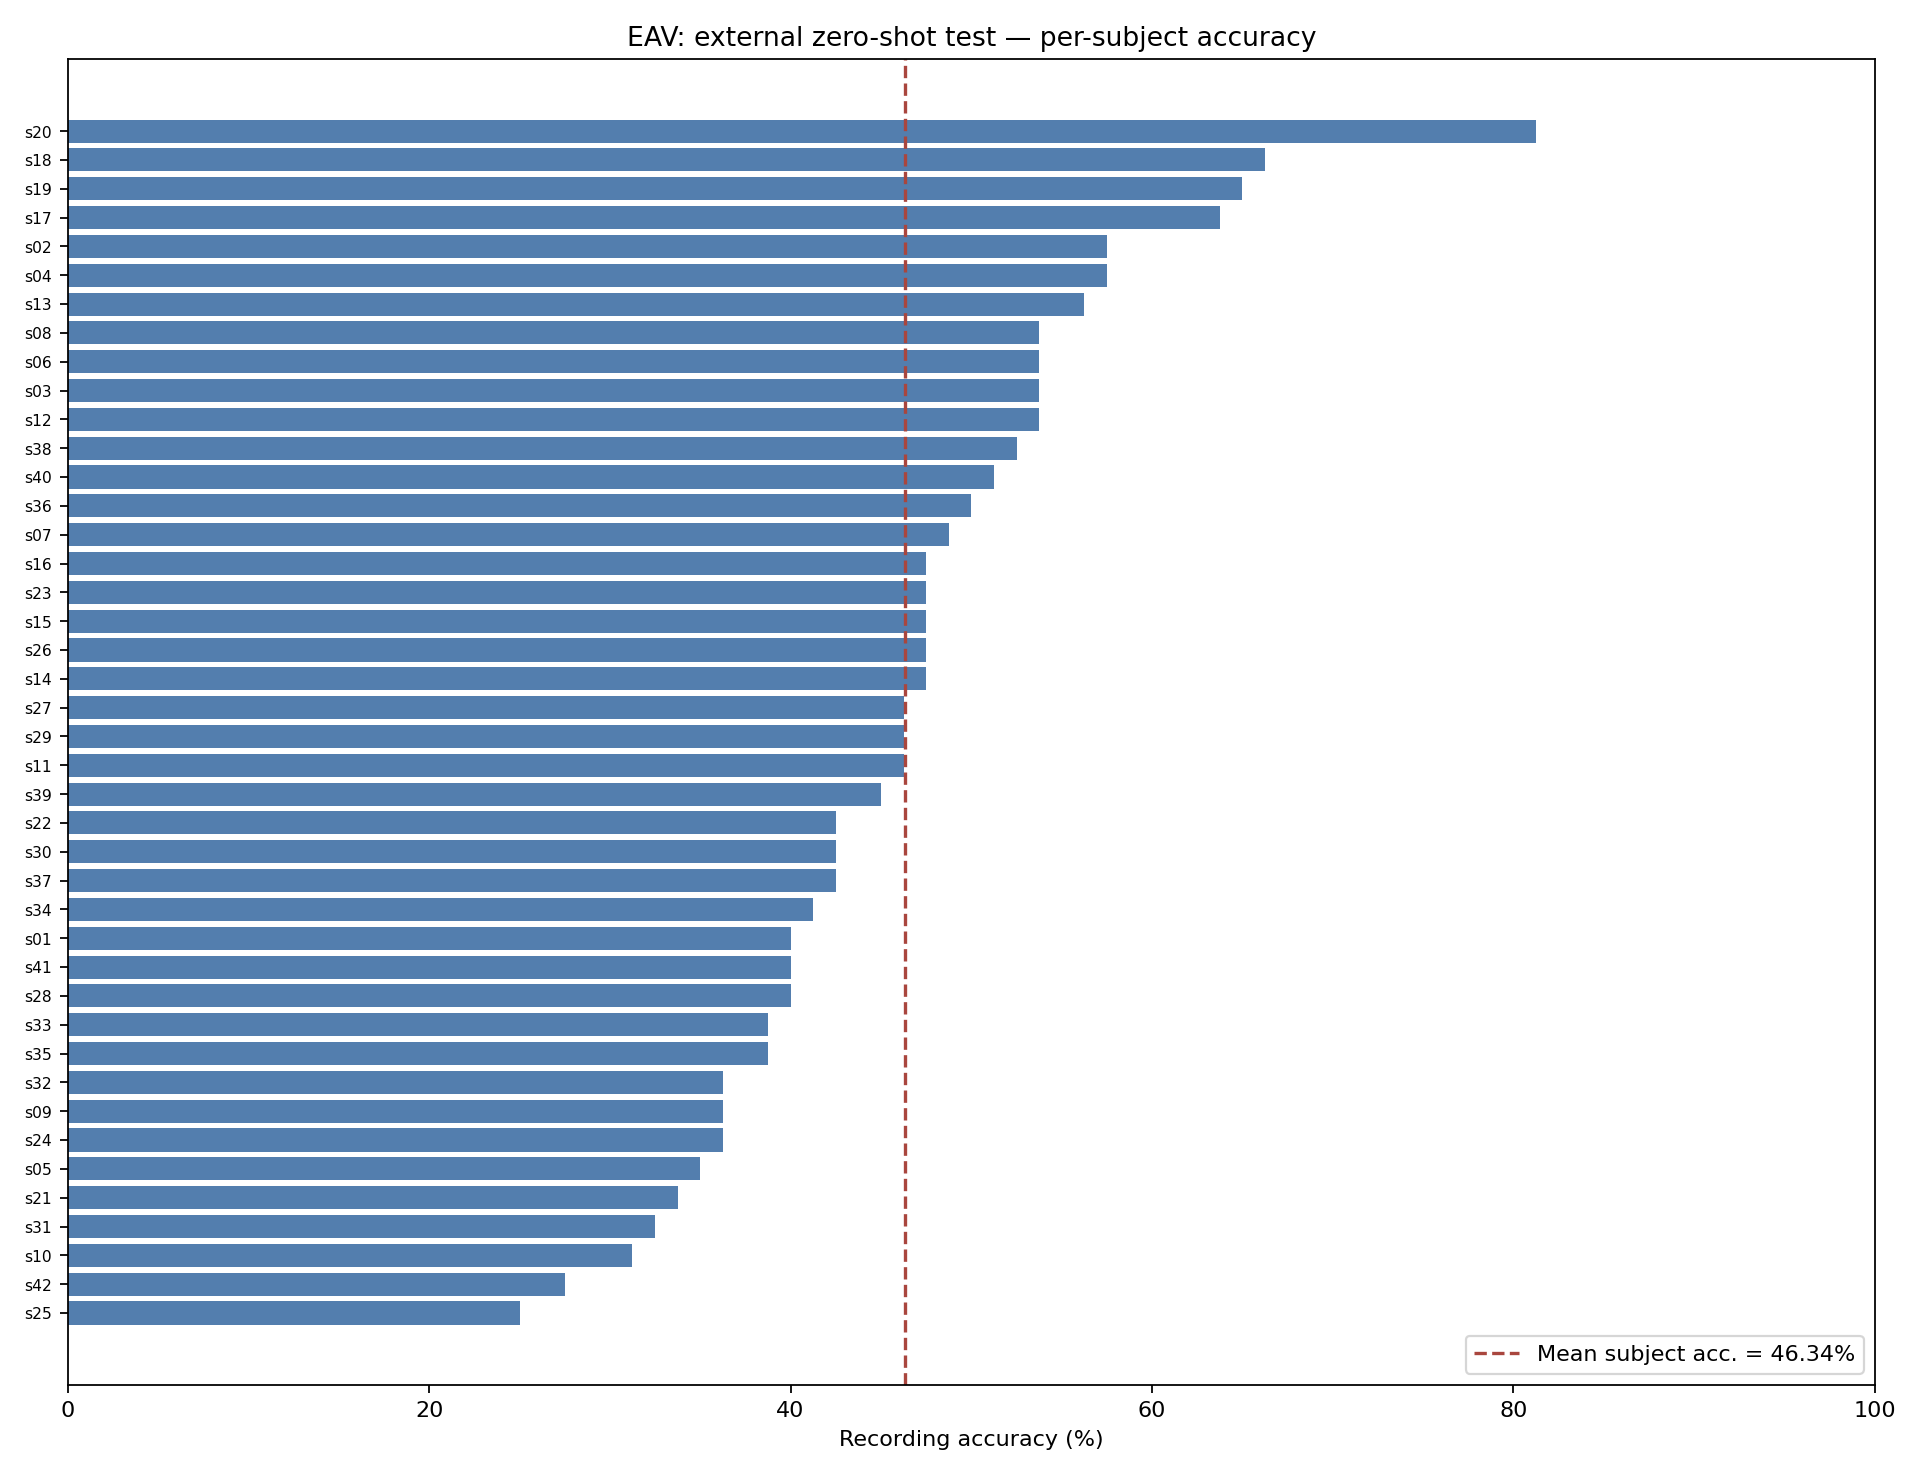 EAV: external zero-shot test — per-subject accuracy
s20
s18
s19
s17
s02
s04
s13
s08
s06
s03
s12
s38
s40
s36
s07
s16
s23
s15
s26
s14
s27
s29
s11
s39
s22
s30
s37
s34
s01
s41
s28
s33
s35
s32
s09
s24
s05
s21
s31
s10
s42
s25
Mean subject acc. = 46.34%
0 20 40 60 80 100
Recording accuracy (%)